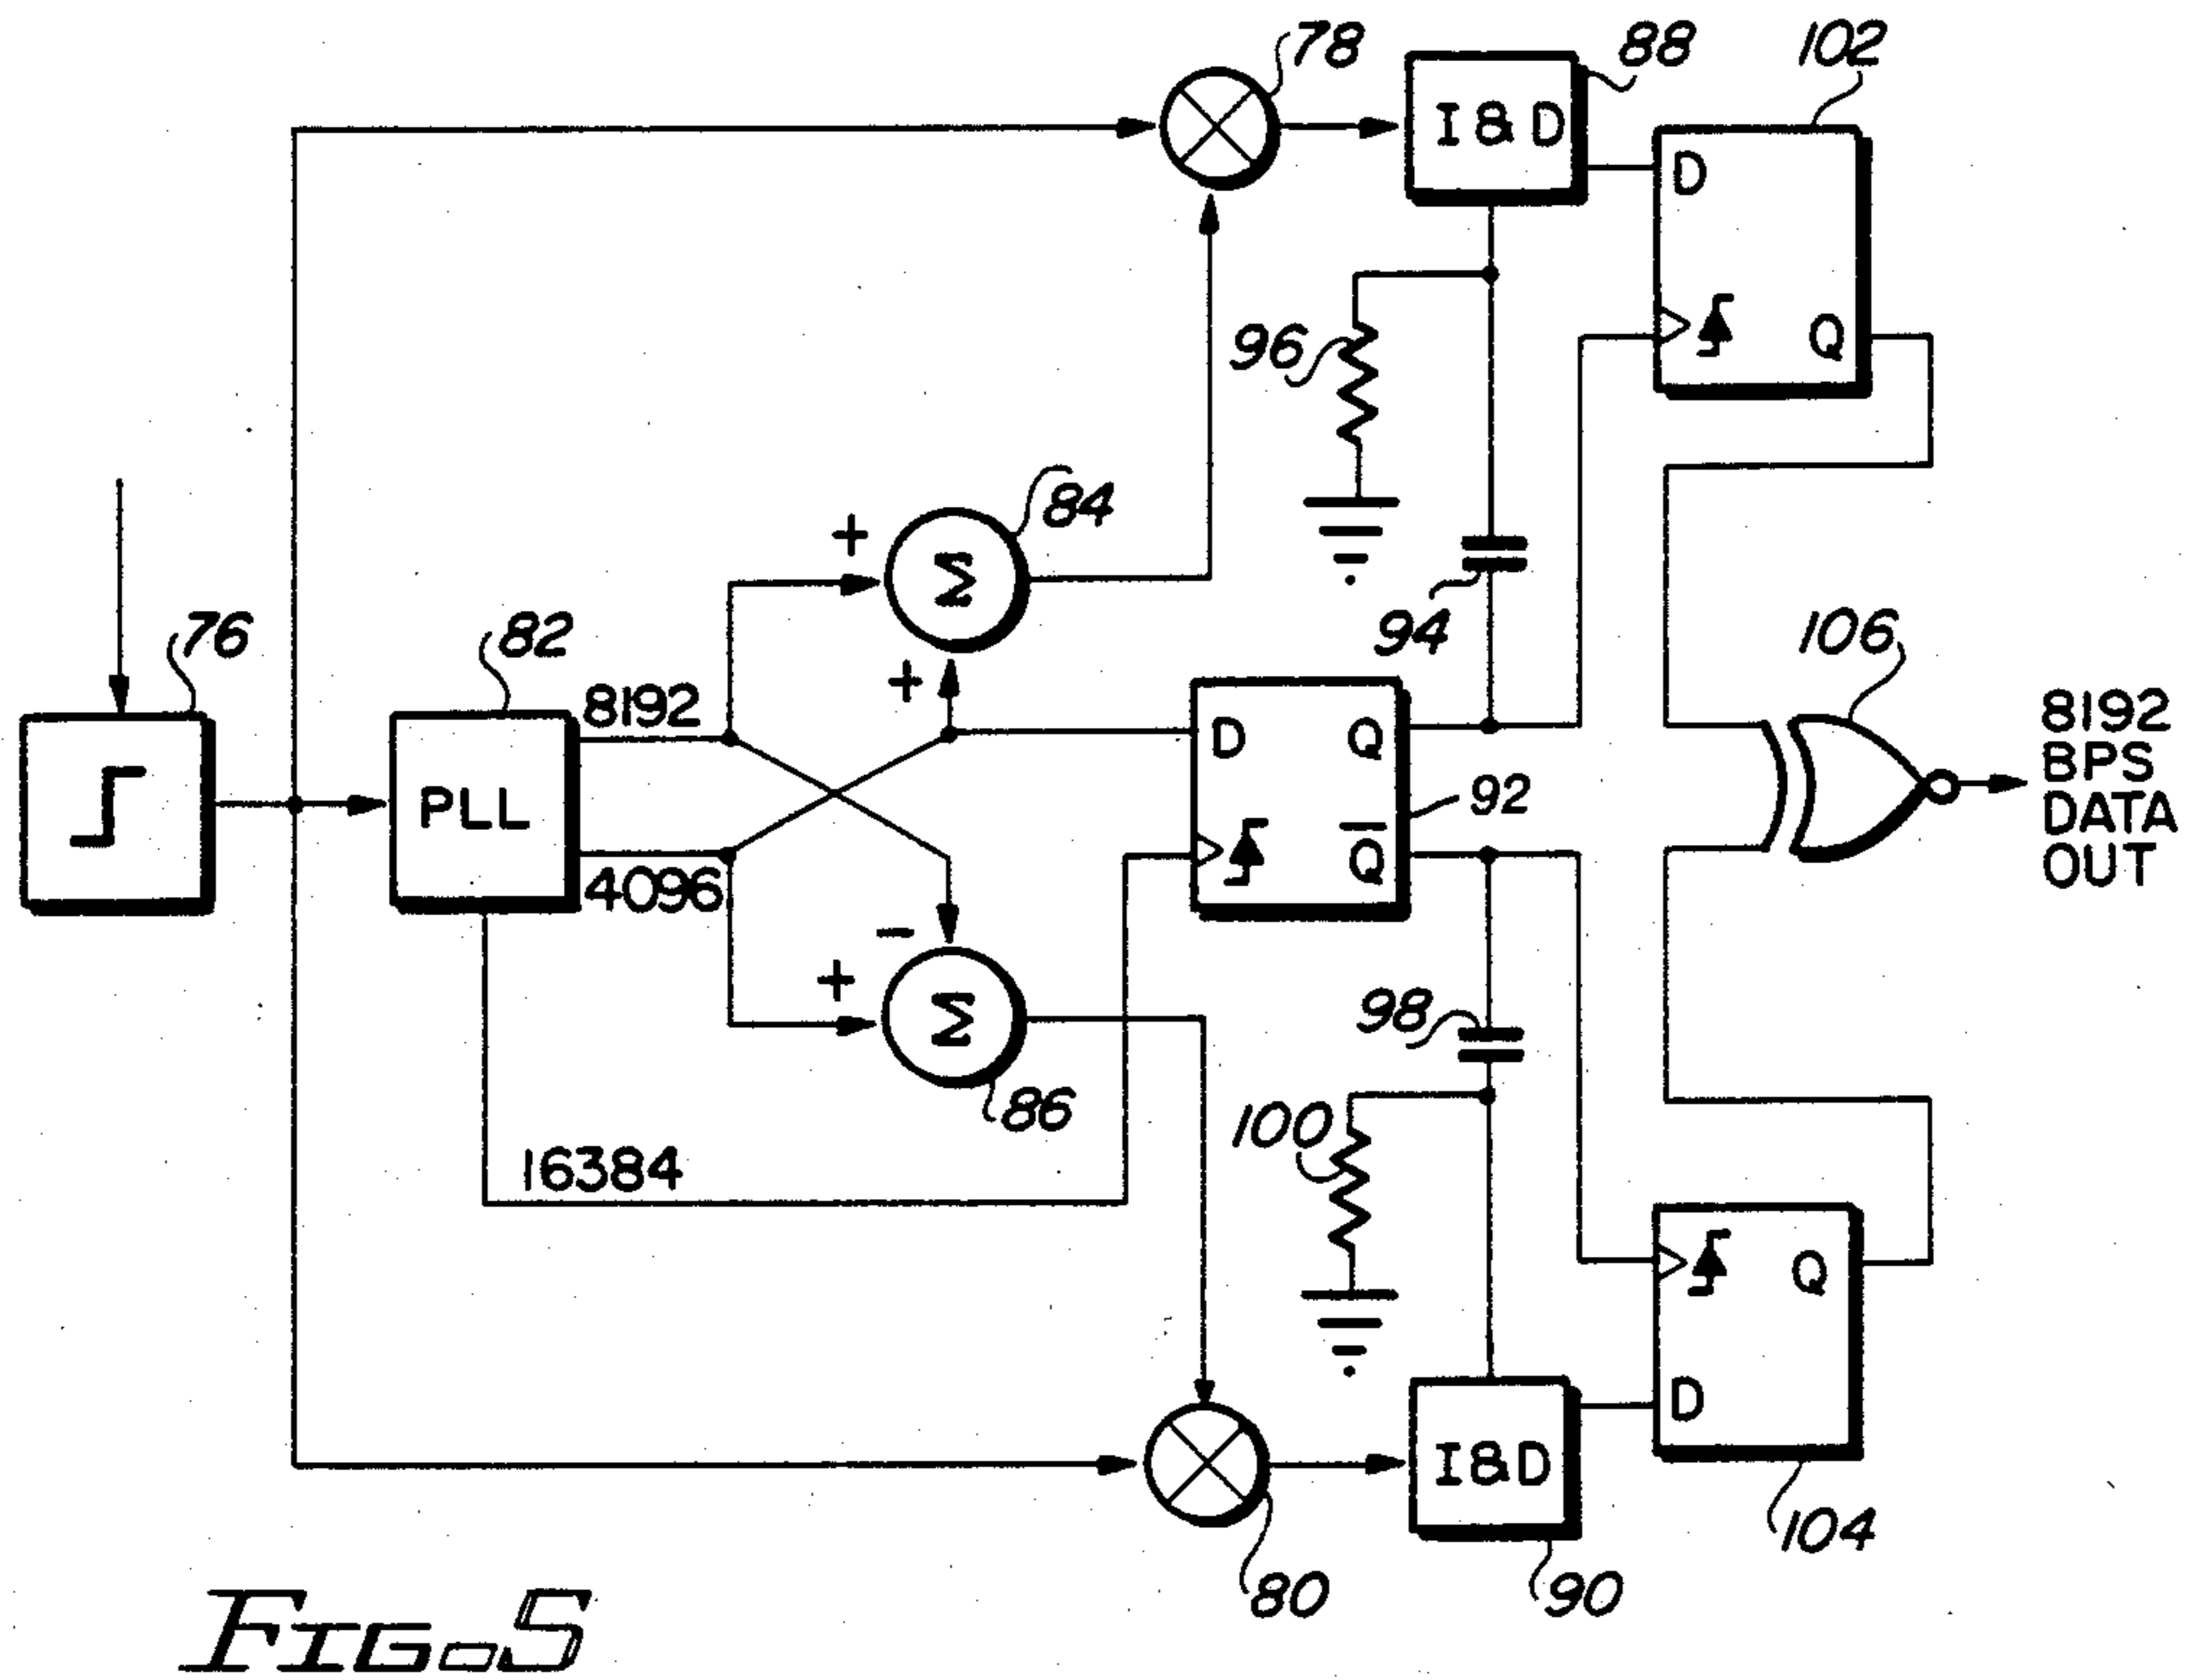 78
88
102
I&D
D
96
Q
84
+
Σ
94
76
82
106
8192
+
PLL
D
Q
8192
BPS
DATA
OUT
92
4096
Q̅
−
+
Σ
98
86
100
16384
Q
D
I&D
104
80
90
FIG. 5